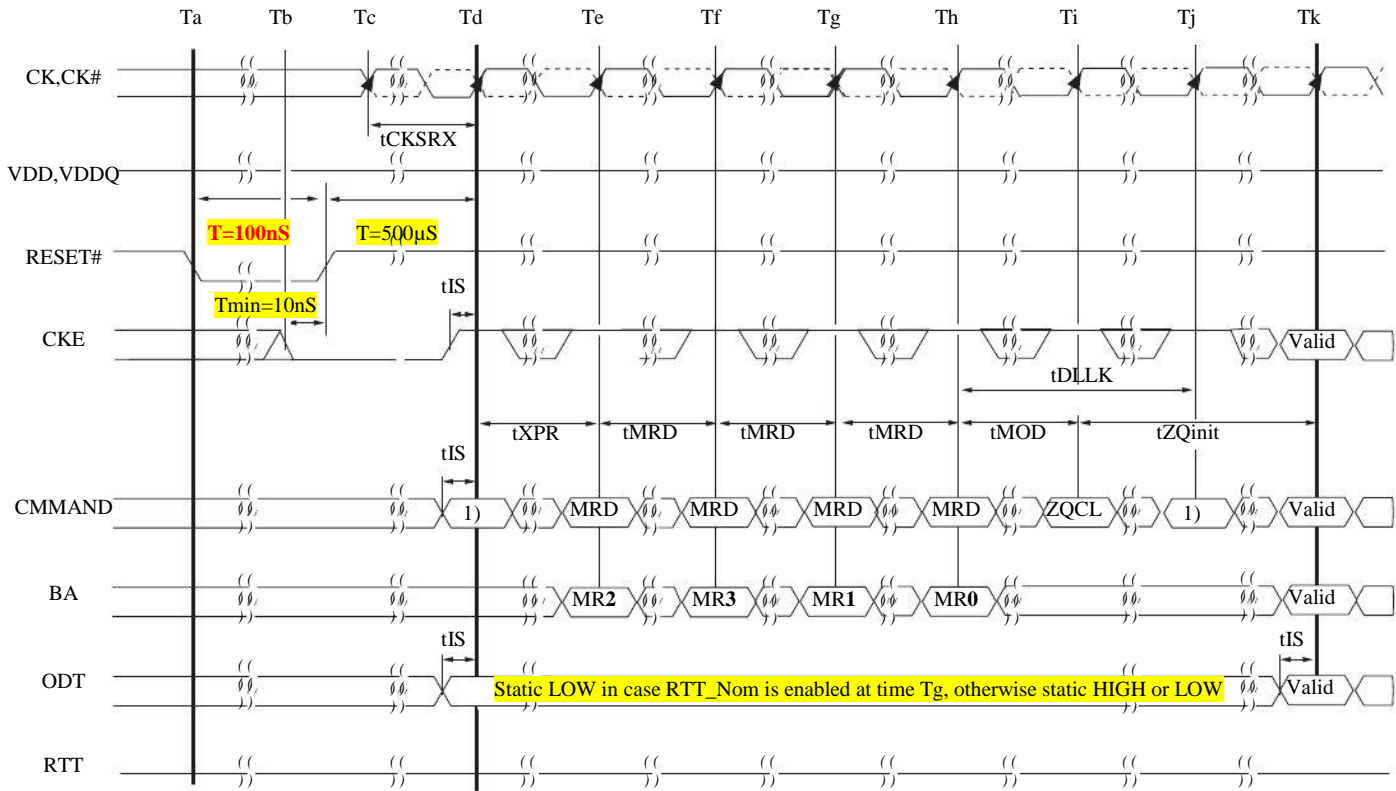 Ta Tb Tc Td Te Tf Tg Th Ti Tj Tk
CK,CK#
tCKSRX
VDD,VDDQ
T=100nS T=500µS
RESET#
Tmin=10nS tIS
CKE Valid
tDLLK
tXPR tMRD tMRD tMRD tMOD tZQinit
tIS
CMMAND 1) MRD MRD MRD MRD ZQCL 1) Valid
BA MR2 MR3 MR1 MR0 Valid
tIS tIS
ODT Static LOW in case RTT_Nom is enabled at time Tg, otherwise static HIGH or LOW Valid
RTT